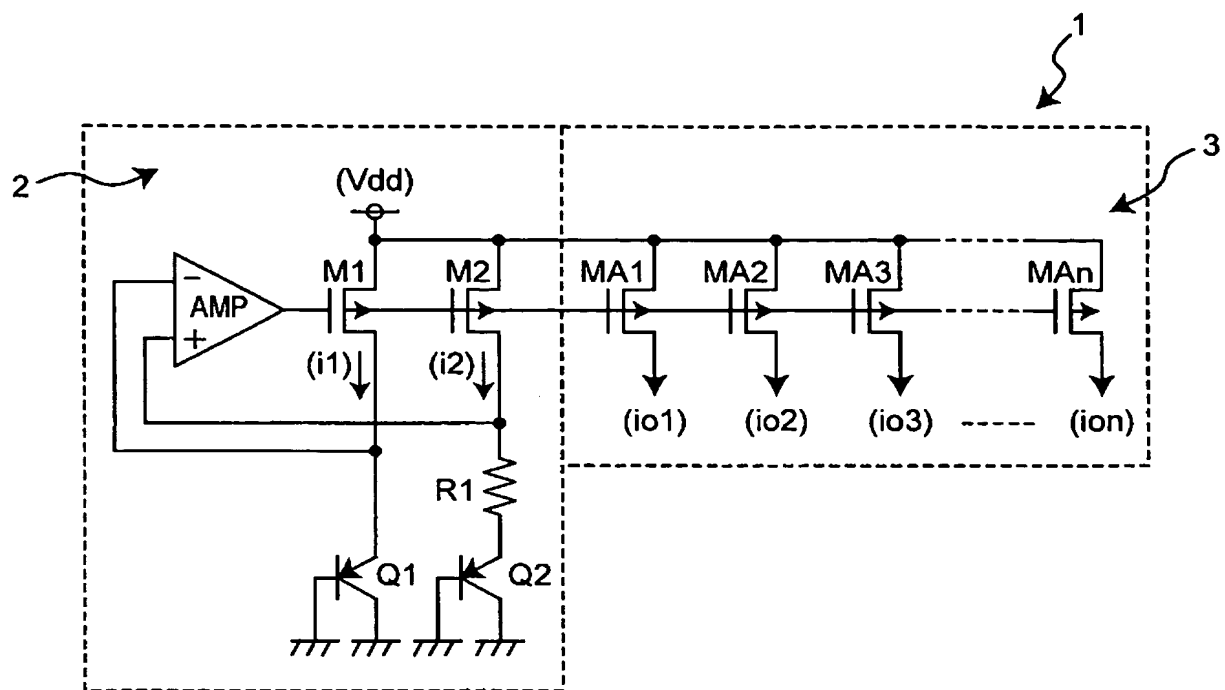 1
2
3
(Vdd)
M1
M2
MA1
MA2
MA3
MAn
−
AMP
+
(i1)
(i2)
(io1)
(io2)
(io3)
(ion)
R1
Q1
Q2